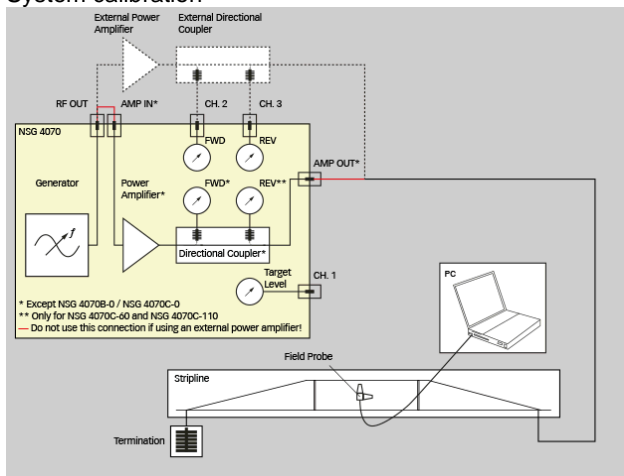 System calibration
External Power
Amplifier
External Directional
Coupler
RF OUT
AMP IN*
CH. 2
CH. 3
NSG 4070
FWD
REV
AMP OUT*
Generator
Power
Amplifier*
FWD*
REV**
Directional Coupler*
Target
Level
CH. 1
* Except NSG 4070B-0 / NSG 4070C-0
** Only for NSG 4070C-60 and NSG 4070C-110
Do not use this connection if using an external power amplifier!
PC
Field Probe
Stripline
Termination